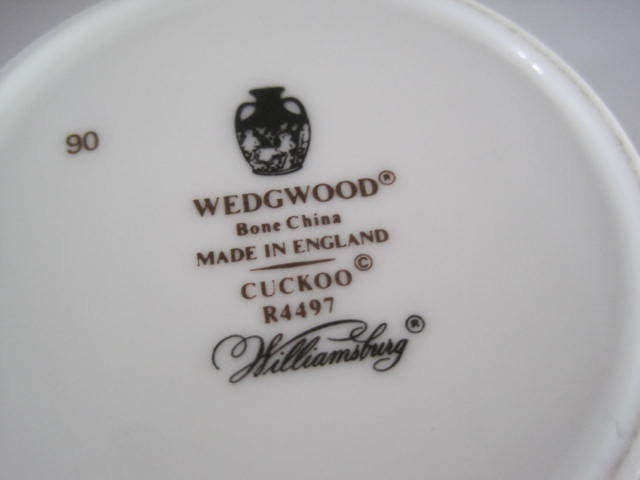 90
WEDGWOOD®
Bone China
MADE IN ENGLAND
CUCKOO©
R4497
Williamsburg®